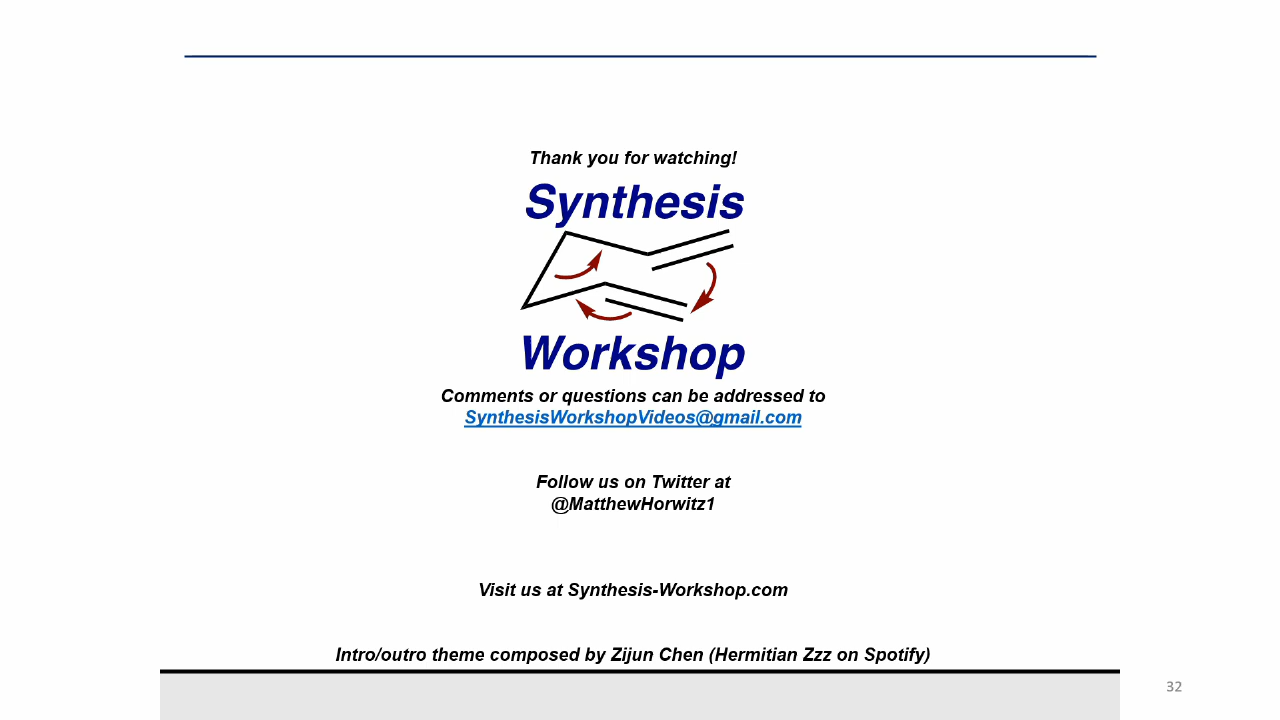 Thank you for watching!
Synthesis
Workshop
Comments or questions can be addressed to
SynthesisWorkshopVideos@gmail.com
Follow us on Twitter at
@MatthewHorwitz1
Visit us at Synthesis-Workshop.com
Intro/outro theme composed by Zijun Chen (Hermitian Zzz on Spotify)
32